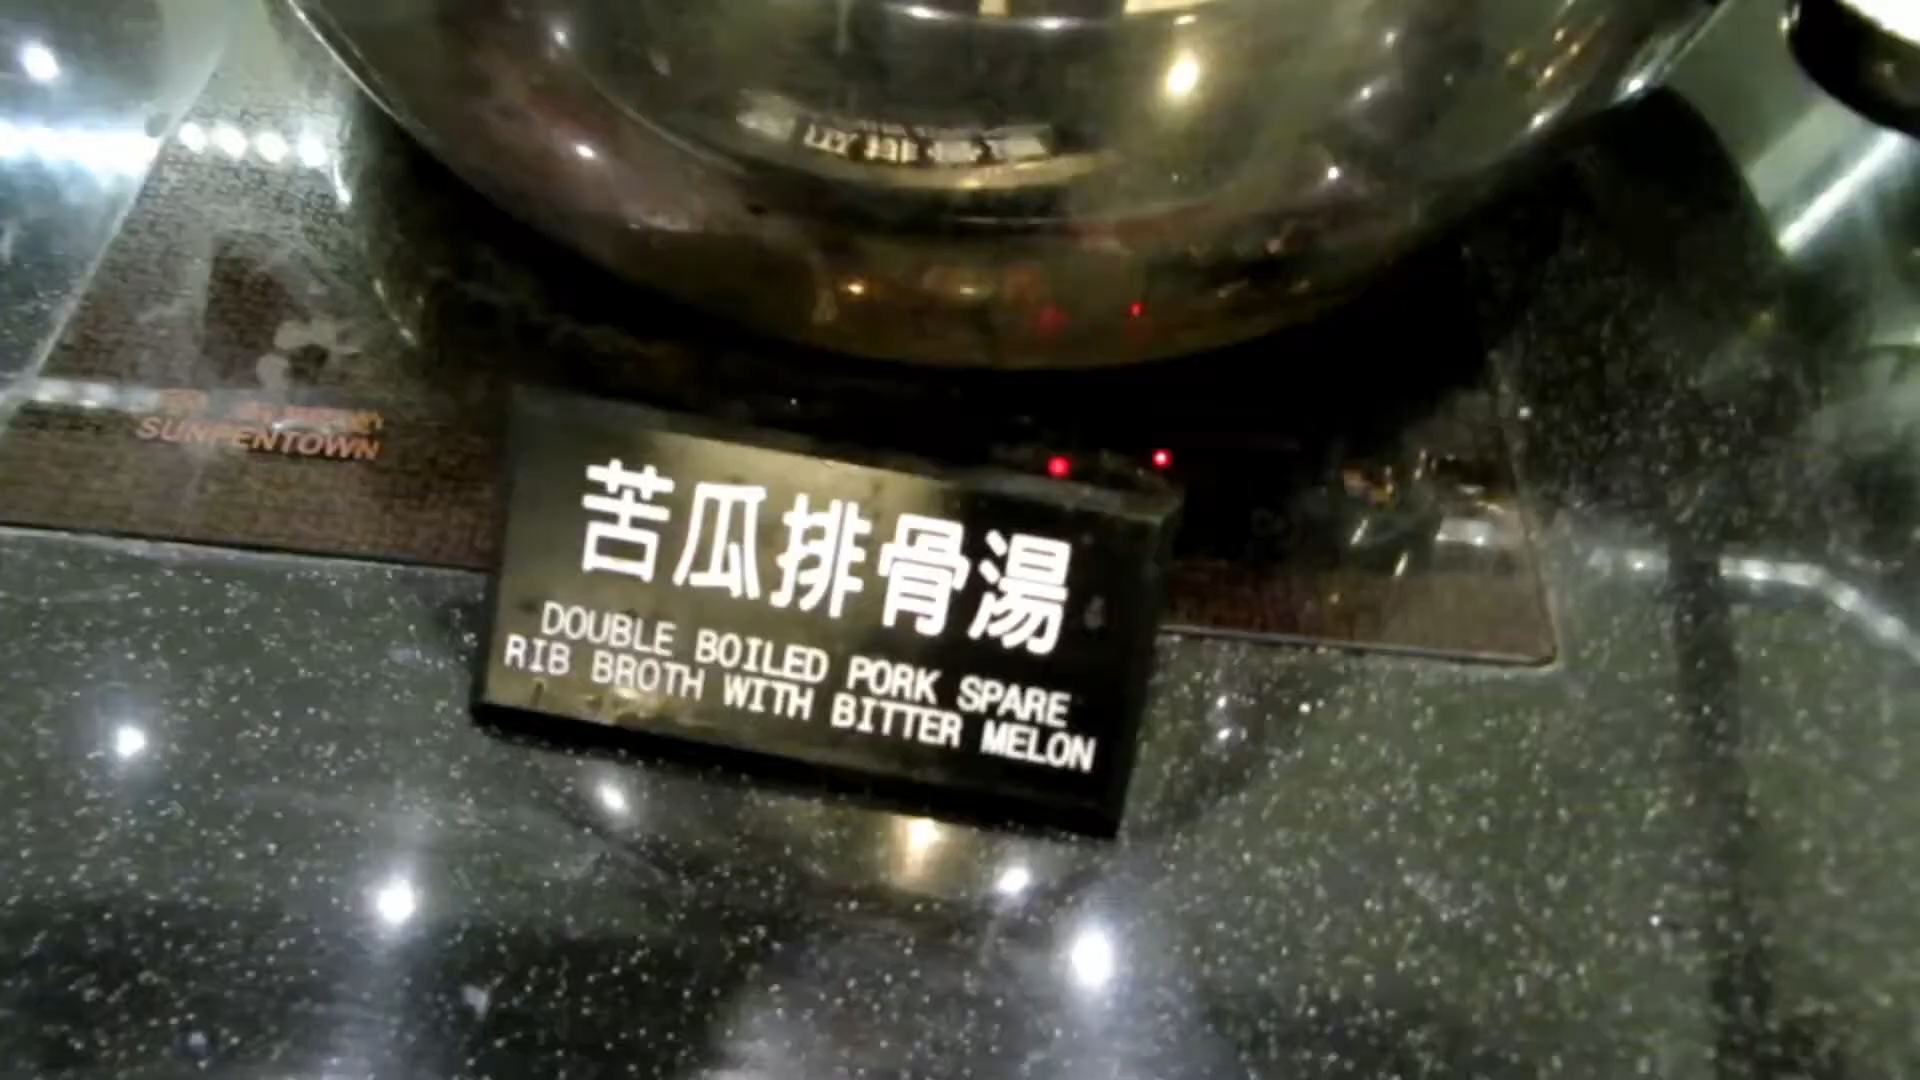 SUNPENTOWN
苦瓜排骨湯
DOUBLE BOILED PORK SPARE
RIB BROTH WITH BITTER MELON